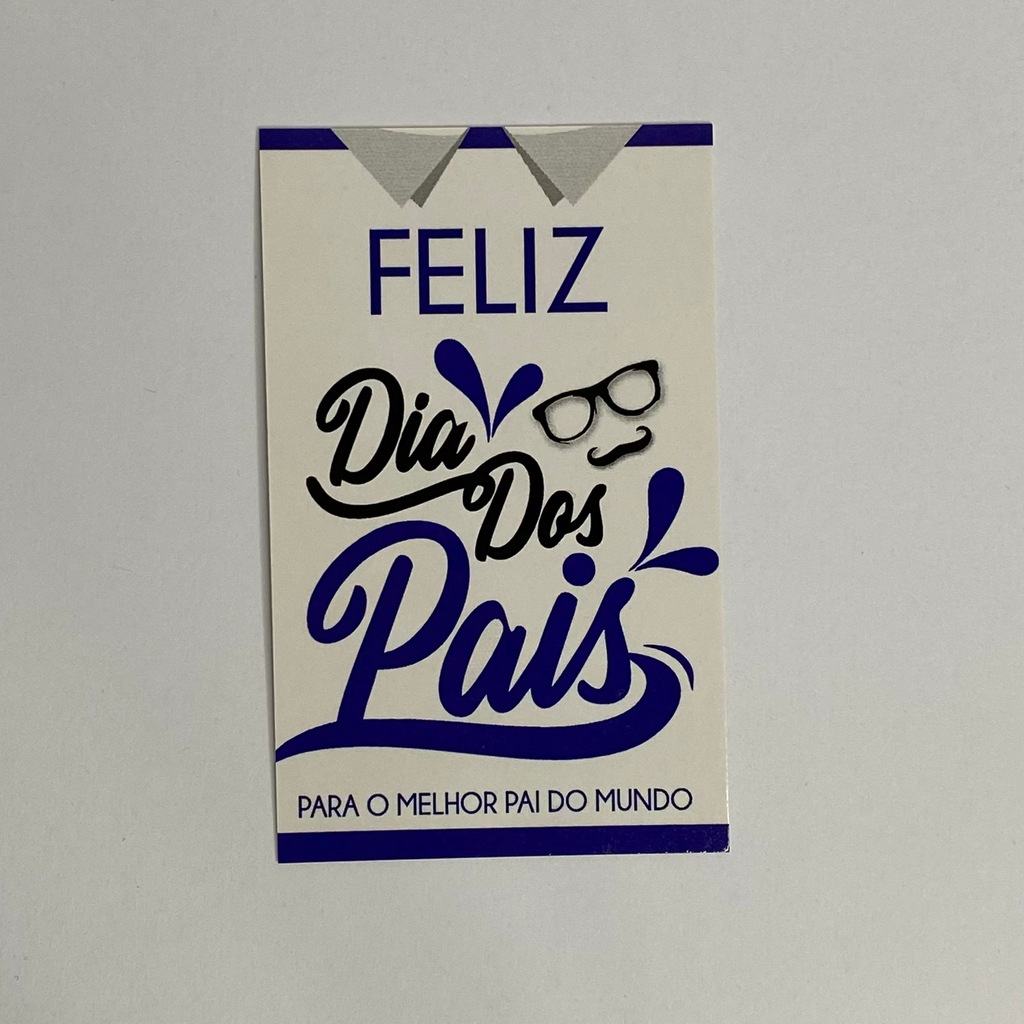 FELIZ
Dia
Dos
Pais
PARA O MELHOR PAI DO MUNDO